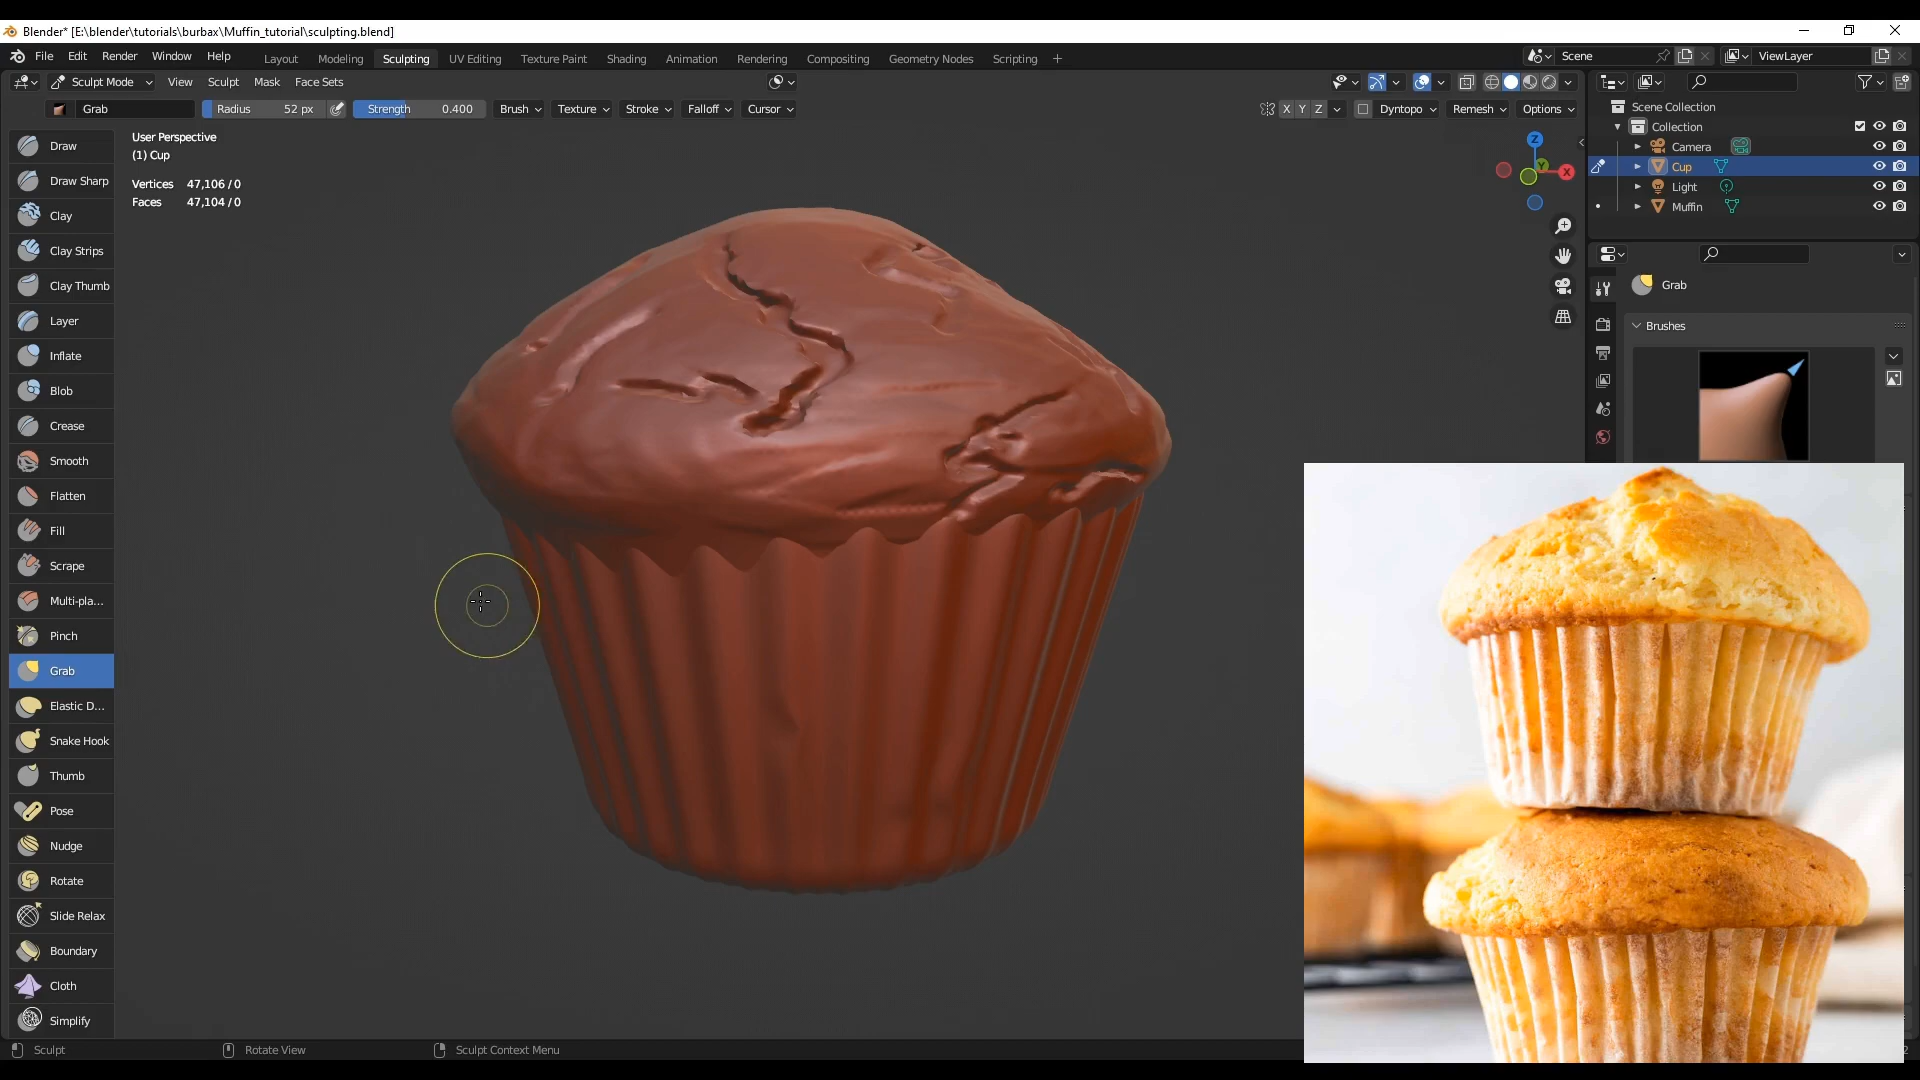 Blender* [E:\blender\tutorials\burbax\Muffin_tutorial\sculpting.blend]
File Edit Render Window Help Layout Modeling Sculpting UV Editing Texture Paint Shading Animation Rendering Compositing Geometry Nodes Scripting + Scene ViewLayer
Sculpt Mode View Sculpt Mask Face Sets
Grab Radius 52 px Strength 0.400 Brush Texture Stroke Falloff Cursor X Y Z Dyntopo Remesh Options
User Perspective
(1) Cup
Vertices 47,106 / 0
Faces 47,104 / 0
Draw
Draw Sharp
Clay
Clay Strips
Clay Thumb
Layer
Inflate
Blob
Crease
Smooth
Flatten
Fill
Scrape
Multi-pla...
Pinch
Grab
Elastic D...
Snake Hook
Thumb
Pose
Nudge
Rotate
Slide Relax
Boundary
Cloth
Simplify
Z
Y
X
Scene Collection
Collection
Camera
Cup
Light
Muffin
Grab
Brushes
Sculpt Rotate View Sculpt Context Menu